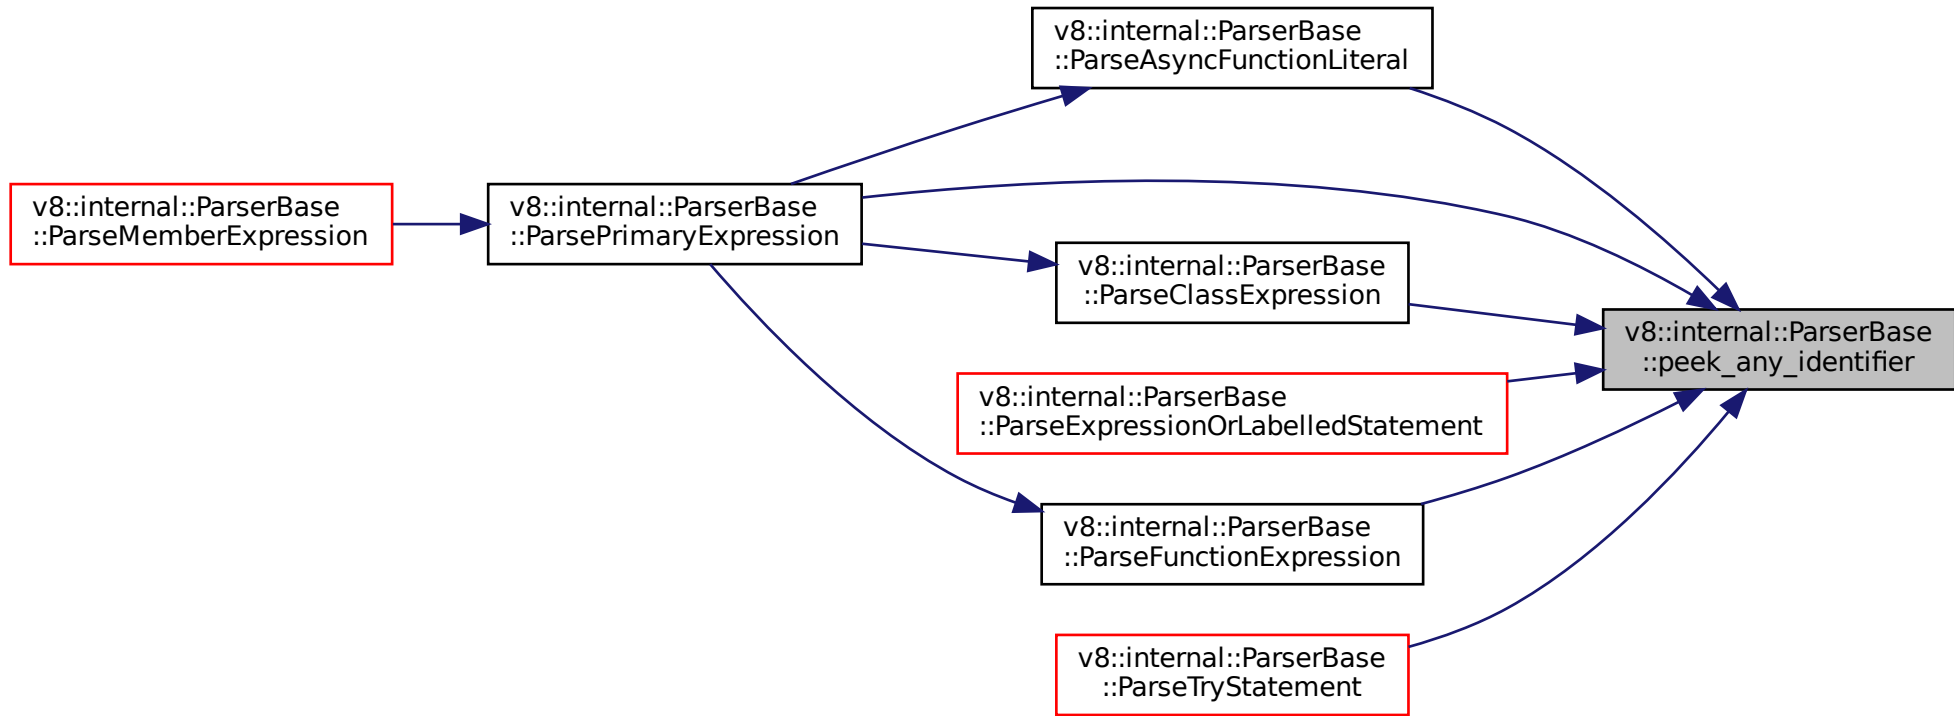 v8::internal::ParserBase
::ParseAsyncFunctionLiteral
v8::internal::ParserBase
::ParseMemberExpression
v8::internal::ParserBase
::ParsePrimaryExpression
v8::internal::ParserBase
::ParseClassExpression
v8::internal::ParserBase
::peek_any_identifier
v8::internal::ParserBase
::ParseExpressionOrLabelledStatement
v8::internal::ParserBase
::ParseFunctionExpression
v8::internal::ParserBase
::ParseTryStatement